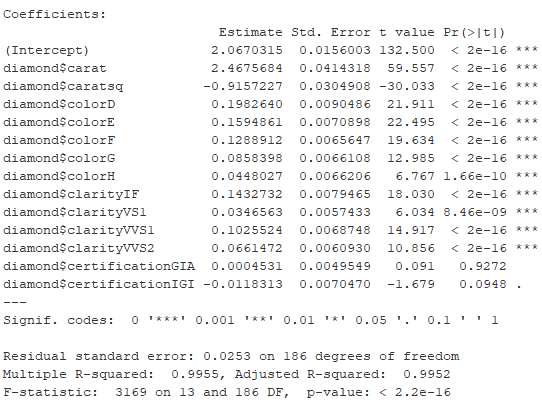 Coefficients:
Estimate Std. Error t value Pr(>|t|)
(Intercept) 2.0670315 0.0156003 132.500 < 2e-16 ***
diamond$carat 2.4675684 0.0414318 59.557 < 2e-16 ***
diamond$caratsq -0.9157227 0.0304908 -30.033 < 2e-16 ***
diamond$colorD 0.1982640 0.0090486 21.911 < 2e-16 ***
diamond$colorE 0.1594861 0.0070898 22.495 < 2e-16 ***
diamond$colorF 0.1288912 0.0065647 19.634 < 2e-16 ***
diamond$colorG 0.0858398 0.0066108 12.985 < 2e-16 ***
diamond$colorH 0.0448027 0.0066206 6.767 1.66e-10 ***
diamond$clarityIF 0.1432732 0.0079465 18.030 < 2e-16 ***
diamond$clarityVS1 0.0346563 0.0057433 6.034 8.46e-09 ***
diamond$clarityVVS1 0.1025524 0.0068748 14.917 < 2e-16 ***
diamond$clarityVVS2 0.0661472 0.0060930 10.856 < 2e-16 ***
diamond$certificationGIA 0.0004531 0.0049549 0.091 0.9272
diamond$certificationIGI -0.0118313 0.0070470 -1.679 0.0948 .
---
Signif. codes: 0 '***' 0.001 '**' 0.01 '*' 0.05 '.' 0.1 ' ' 1
Residual standard error: 0.0253 on 186 degrees of freedom
Multiple R-squared: 0.9955, Adjusted R-squared: 0.9952
F-statistic: 3169 on 13 and 186 DF, p-value: < 2.2e-16